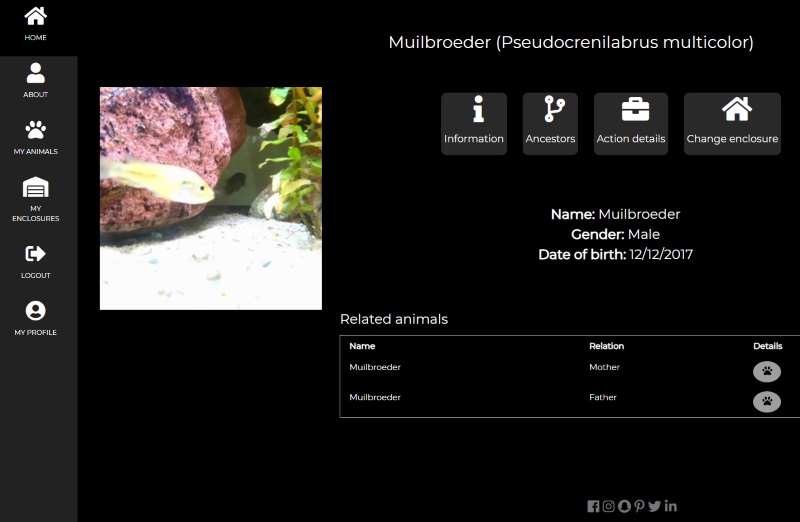 HOME
ABOUT
MY ANIMALS
MY
ENCLOSURES
LOGOUT
MY PROFILE
Muilbroeder (Pseudocrenilabrus multicolor)
Information Ancestors Action details Change enclosure
Name: Muilbroeder
Gender: Male
Date of birth: 12/12/2017
Related animals
Name Relation Details
Muilbroeder Mother
Muilbroeder Father